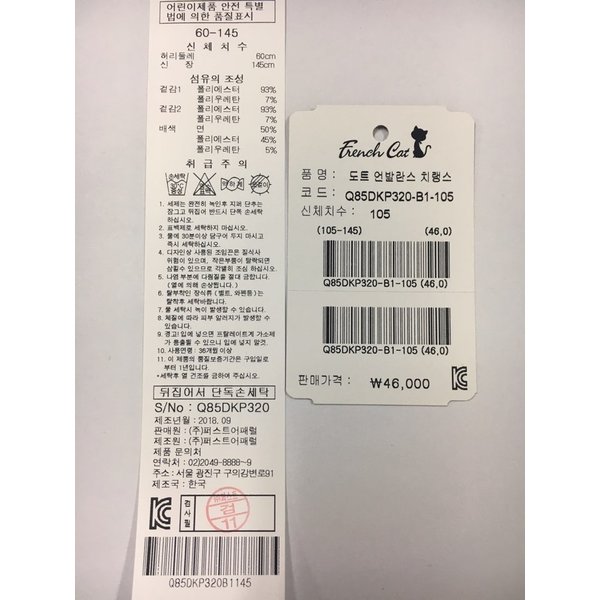 어린이제품 안전 특별
법에 의한 품질표시
60-145
신 체 치 수
허리둘레 60cm
신 장 145cm
섬유의 조성
겉감1 폴리에스터 93%
폴리우레탄 7%
겉감2 폴리에스터 93%
폴리우레탄 7%
배색 면 50%
폴리에스터 45%
폴리우레탄 5%
취 급 주 의
손세탁
30℃
중성
약하게
옷걸이
1. 세제는 완전히 녹인후 지퍼 단추는
잠그고 뒤집어 반드시 단독 손세탁
하십시오.
2. 표백제로 세탁하지 마십시오.
3. 물에 30분이상 담구어 두지 마시고
즉시 세탁하십시오.
4. 디자인상 사용된 조임끈은 질식사
위험이 있으며, 작은부품이 탈락되면
삼킬수 있으므로 각별히 조심 하십시오.
5. 나염 부분에 다림질을 절대 금합니다.
(열에 의해 손상됩니다.)
6. 탈부착인 장식류 (벨트, 와펜등)는
탈착후 세탁바랍니다.
7. 물 세탁시 녹이 발생할 수 있습니다.
8. 체질에 따라 피부 알러지가 발생할 수
있습니다.
9. 경고! 입에 넣으면 프탈레이트계 가소제
가 용출될 수 있으니 입에 넣지 말것.
10. 사용연령 : 36개월 이상
11. 이 제품의 품질보증기간은 구입일로
부터 1년입니다.
*세탁후 열 건조를 금하여 주십시오.
뒤집어서 단독손세탁
S/No : Q85DKP320
제조년월 : 2018.09
판매원 : (주)퍼스트어패럴
제조원 : (주)퍼스트어패럴
제품 문의처
연락처 : 02)2049-8888~9
주소 : 서울 광진구 구의강변로91
제조국 : 한국
검사필
검
11
Q85DKP320B1145
French Cat
품 명 : 도트 언발란스 치랭스
코 드 : Q85DKP320-B1-105
신체치수 : 105
(105-145) (46,0)
Q85DKP320-B1-105 (46,0)
Q85DKP320-B1-105 (46,0)
판매가격 : ₩46,000